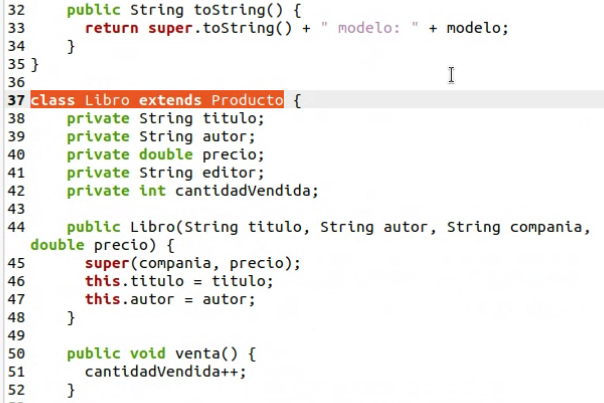 32 public String toString() {
33 return super.toString() + " modelo: " + modelo;
34 }
35 }
36
37 class Libro extends Producto {
38 private String titulo;
39 private String autor;
40 private double precio;
41 private String editor;
42 private int cantidadVendida;
43
44 public Libro(String titulo, String autor, String compania,
double precio) {
45 super(compania, precio);
46 this.titulo = titulo;
47 this.autor = autor;
48 }
49
50 public void venta() {
51 cantidadVendida++;
52 }